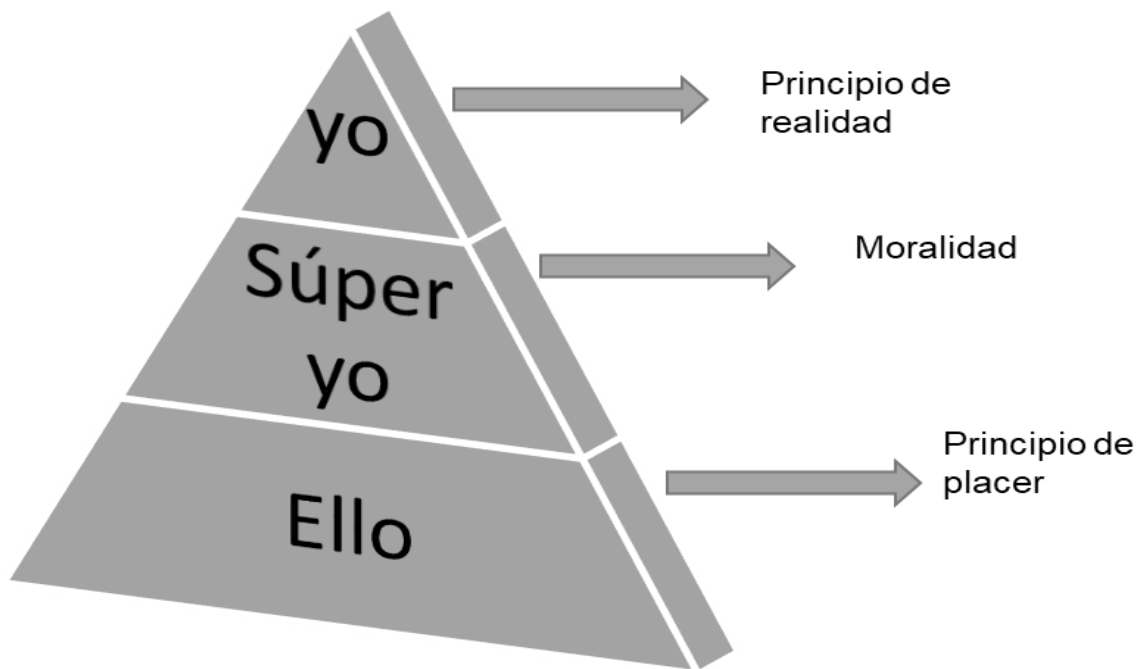 yo
Principio de
realidad
Súper
yo
Moralidad
Ello
Principio de
placer